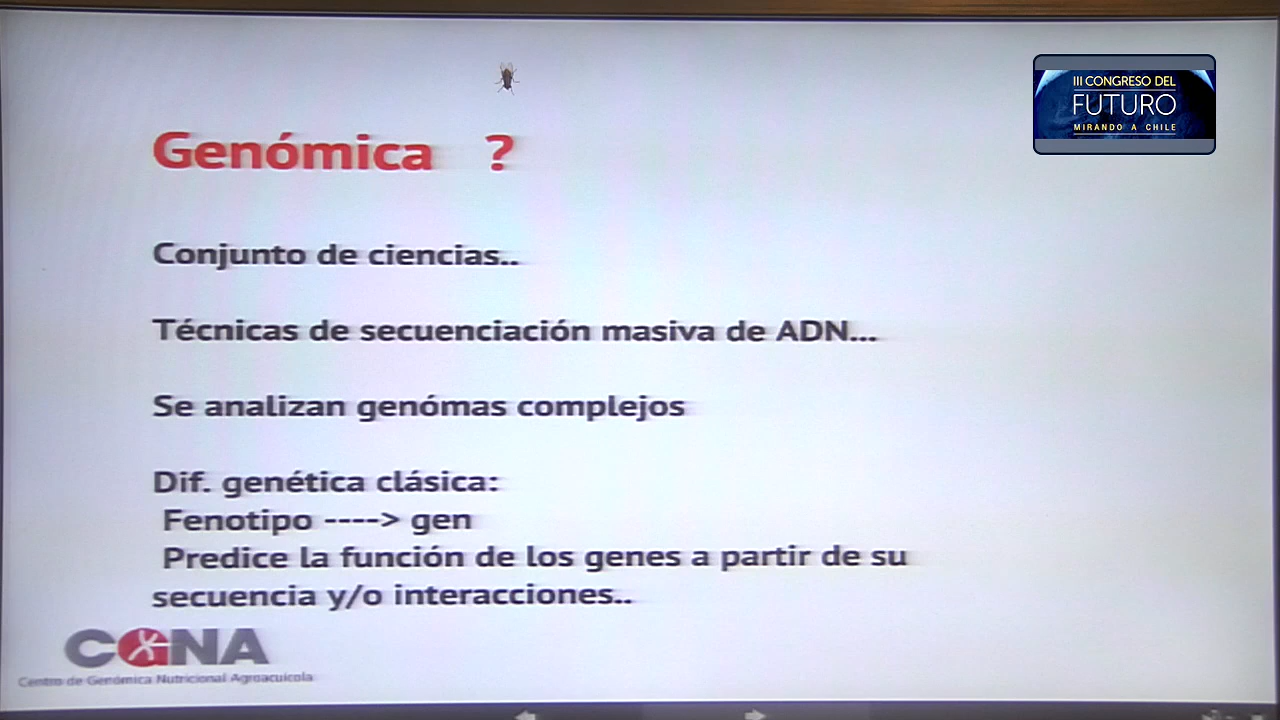 III CONGRESO DEL
FUTURO
MIRANDO A CHILE
Genómica ?
Conjunto de ciencias..
Técnicas de secuenciación masiva de ADN...
Se analizan genómas complejos
Dif. genética clásica:
Fenotipo ----> gen
Predice la función de los genes a partir de su
secuencia y/o interacciones..
CGNA
Centro de Genómica Nutricional Agroacuícola